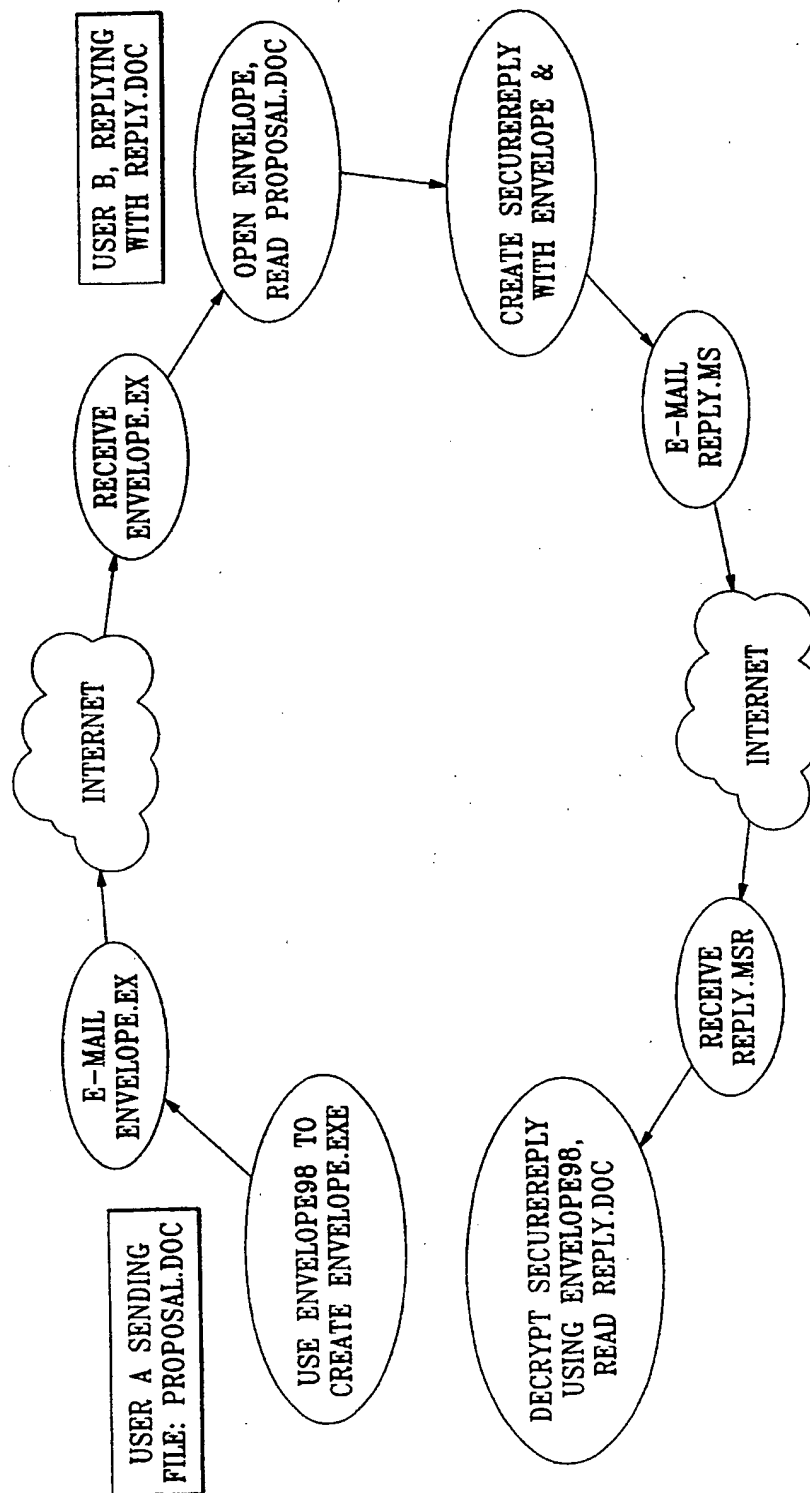 USER A SENDING
FILE: PROPOSAL.DOC
USE ENVELOPE98 TO
CREATE ENVELOPE.EXE
E-MAIL
ENVELOPE.EX
INTERNET
RECEIVE
ENVELOPE.EX
USER B, REPLYING
WITH REPLY.DOC
OPEN ENVELOPE,
READ PROPOSAL.DOC
CREATE SECUREREPLY
WITH ENVELOPE &
E-MAIL
REPLY.MS
INTERNET
RECEIVE
REPLY.MSR
DECRYPT SECUREREPLY
USING ENVELOPE98,
READ REPLY.DOC